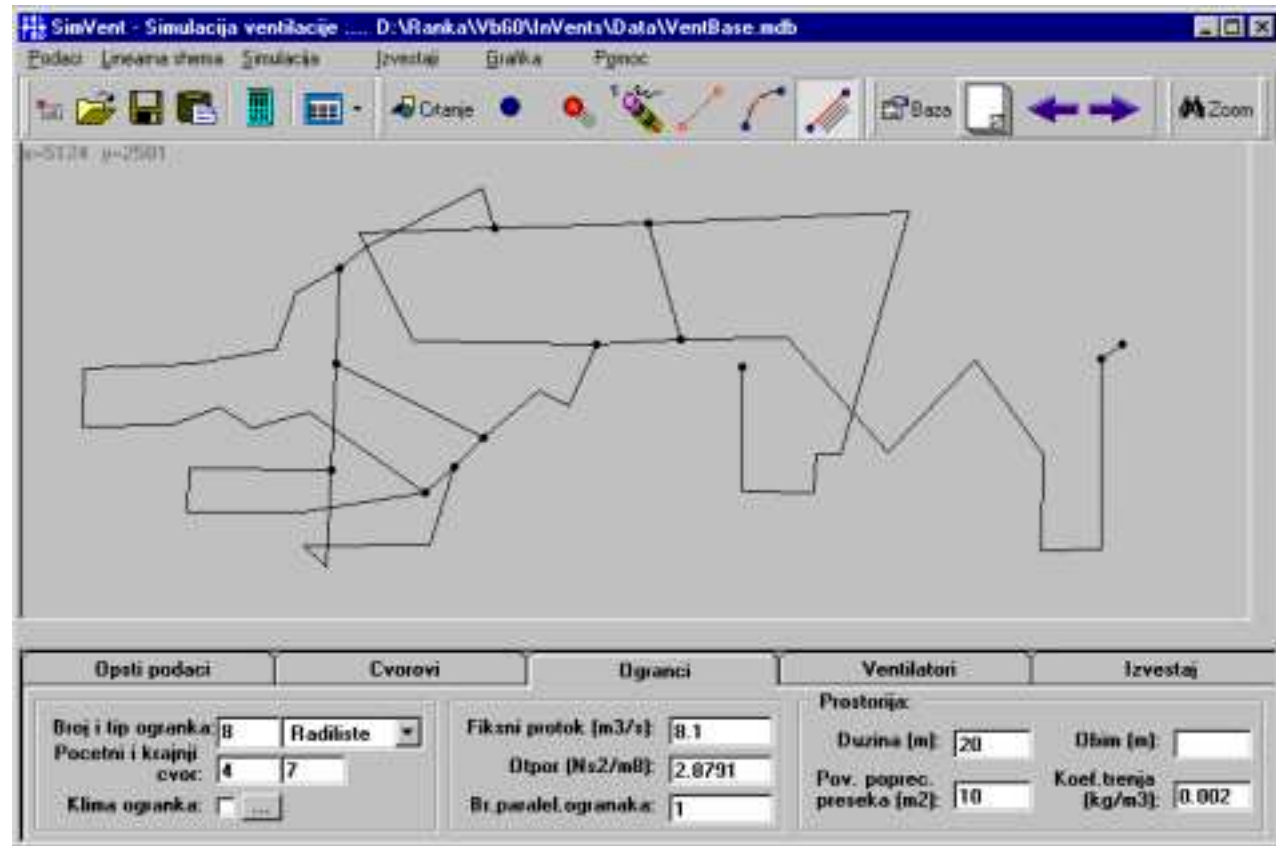 SimVent - Simulacija ventilacije :.... D:\Ranka\Vb60\InVents\Data\VentBase.mdb
Podaci Linearna shema Simulacija Izvestaji Grafika Pomoc
Citanje Baza Zoom
x=5124 y=2501
Opsti podaci Cvorovi Ogranci Ventilatori Izvestaj
Broj i tip ogranka: 8 Radiliste
Pocetni i krajnji cvor: 4 7
Klima ogranka: ...
Fiksni protok (m3/s): 8.1
Otpor (Ns2/m8): 2.8791
Br.paralel.ogranaka: 1
Prostorija:
Duzina (m): 20 Obim (m):
Pov. poprec. preseka (m2): 10
Koef.trenja (kg/m3): 0.002